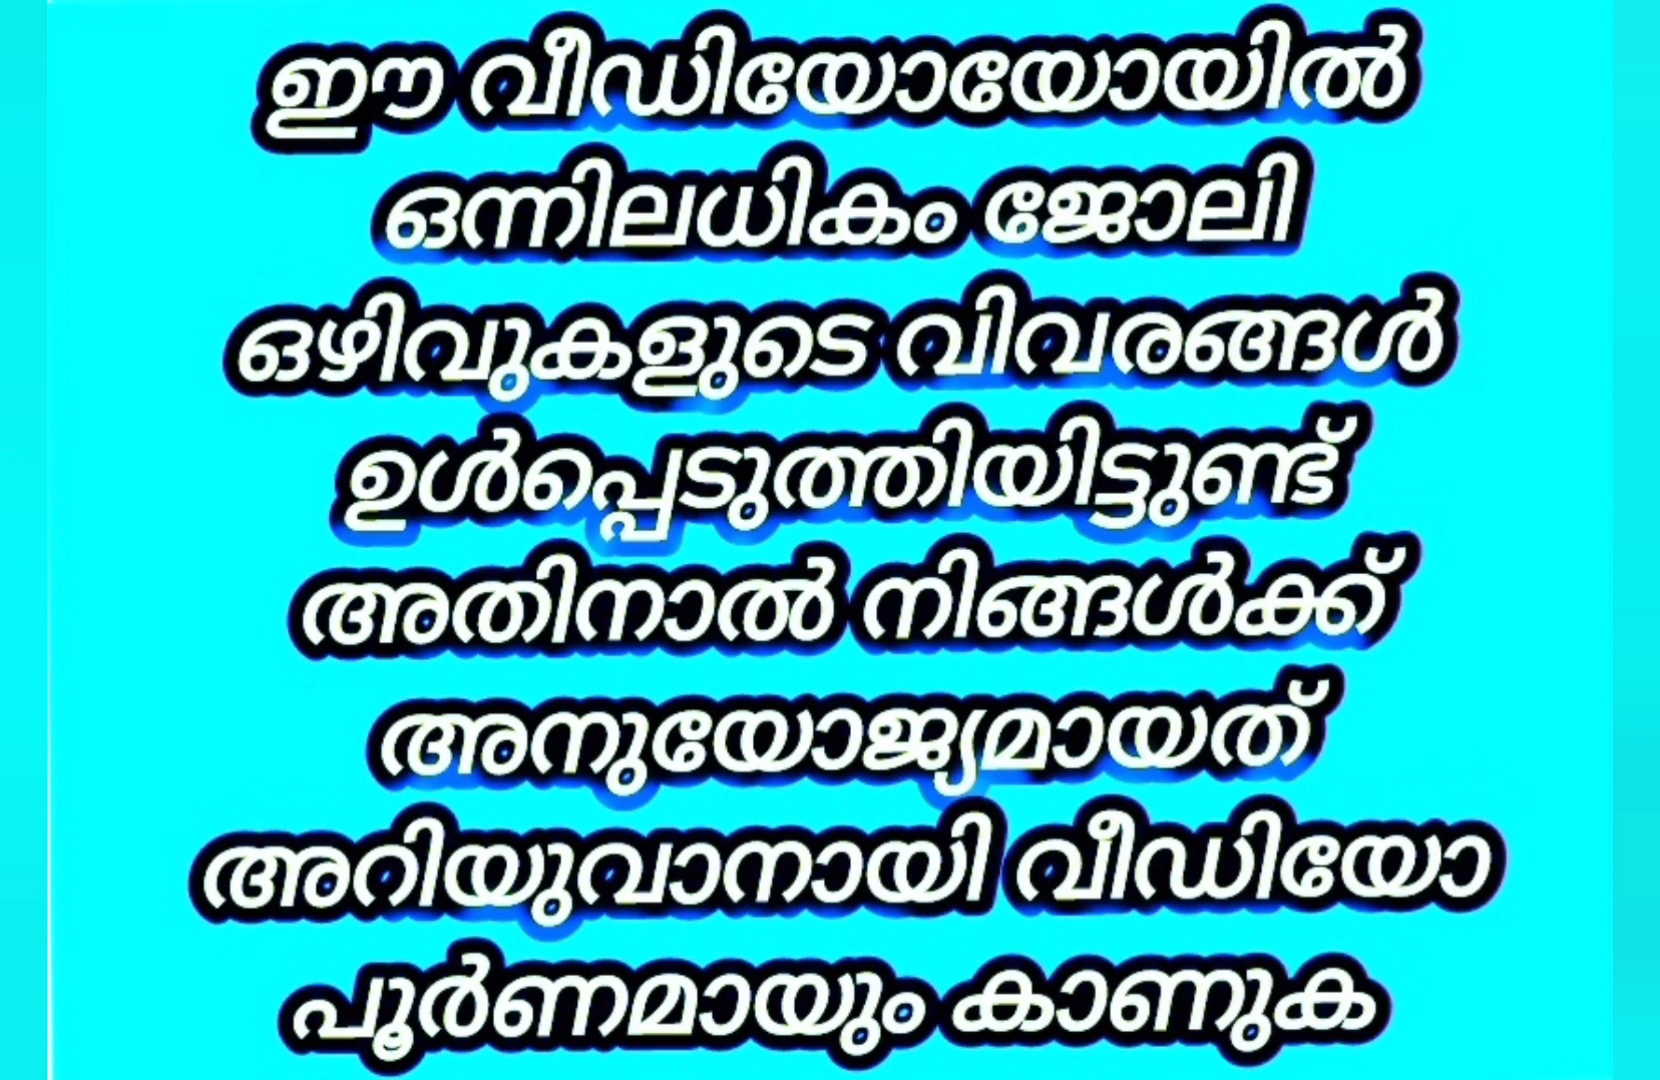 ഈ വീഡിയോയോയിൽ
ഒന്നിലധികം ജോലി
ഒഴിവുകളുടെ വിവരങ്ങൾ
ഉൾപ്പെടുത്തിയിട്ടുണ്ട്
അതിനാൽ നിങ്ങൾക്ക്
അനുയോജ്യമായത്
അറിയുവാനായി വീഡിയോ
പൂർണമായും കാണുക